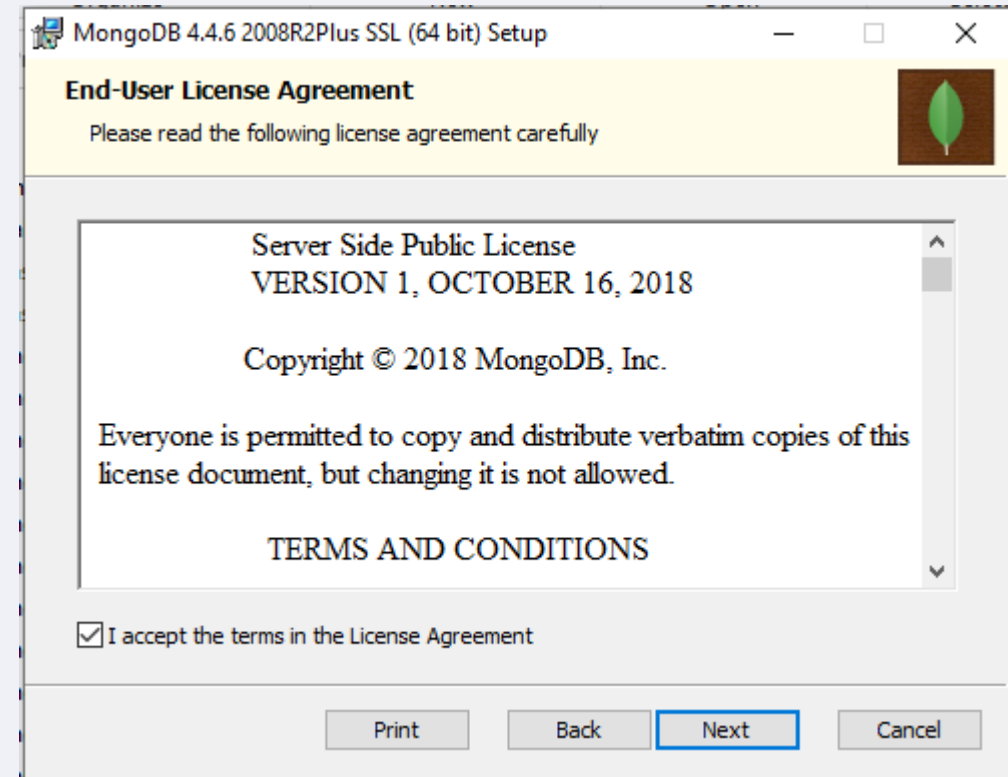 MongoDB 4.4.6 2008R2Plus SSL (64 bit) Setup
End-User License Agreement
Please read the following license agreement carefully
Server Side Public License
VERSION 1, OCTOBER 16, 2018
Copyright © 2018 MongoDB, Inc.
Everyone is permitted to copy and distribute verbatim copies of this
license document, but changing it is not allowed.
TERMS AND CONDITIONS
I accept the terms in the License Agreement
Print Back Next Cancel